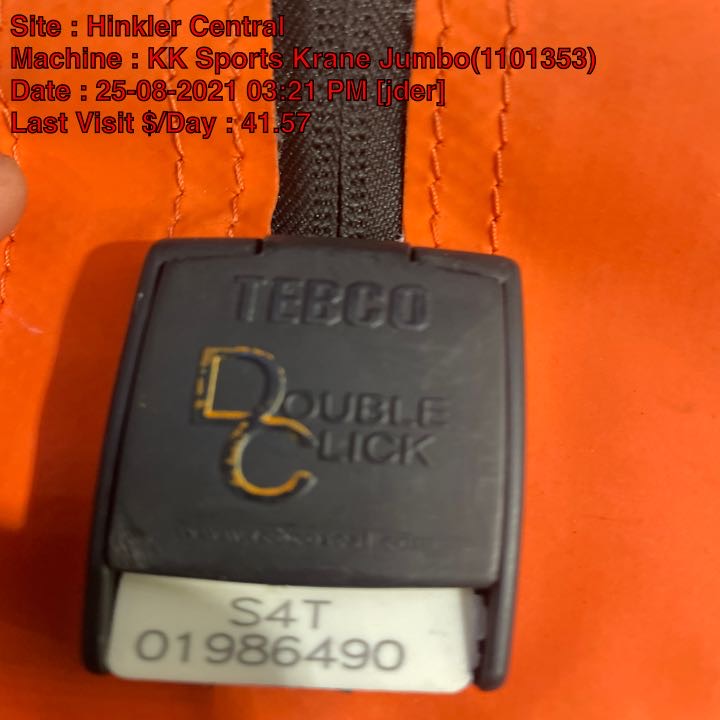 Site : Hinkler Central
Machine : KK Sports Krane Jumbo(1101353)
Date : 25-08-2021 03:21 PM [jder]
Last Visit $/Day : 41.57
TEBCO
DOUBLE
CLICK
S4T
01986490